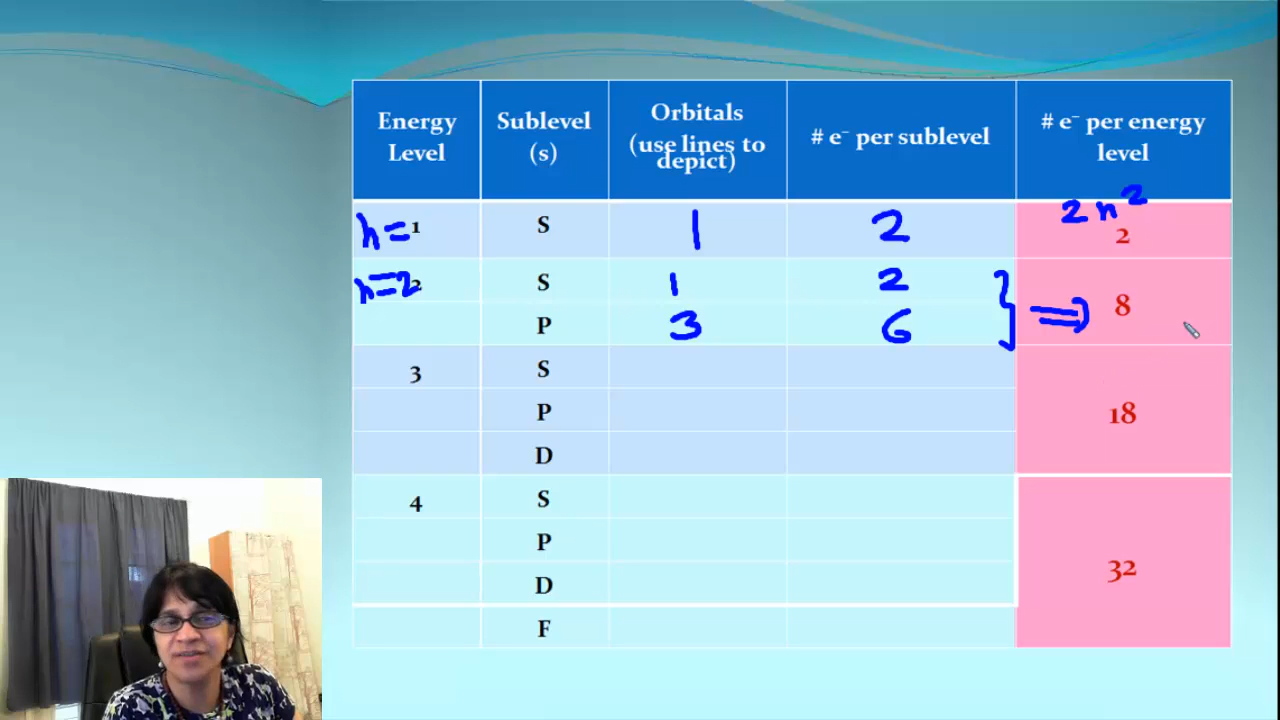 Energy Level
Sublevel (s)
Orbitals (use lines to depict)
# e⁻ per sublevel
# e⁻ per energy level
2n²
n= 1 S 1 2 2
n=2 2 S 1 2
P 3 6 } ⇒ 8
3 S
P 18
D
4 S
P
D 32
F